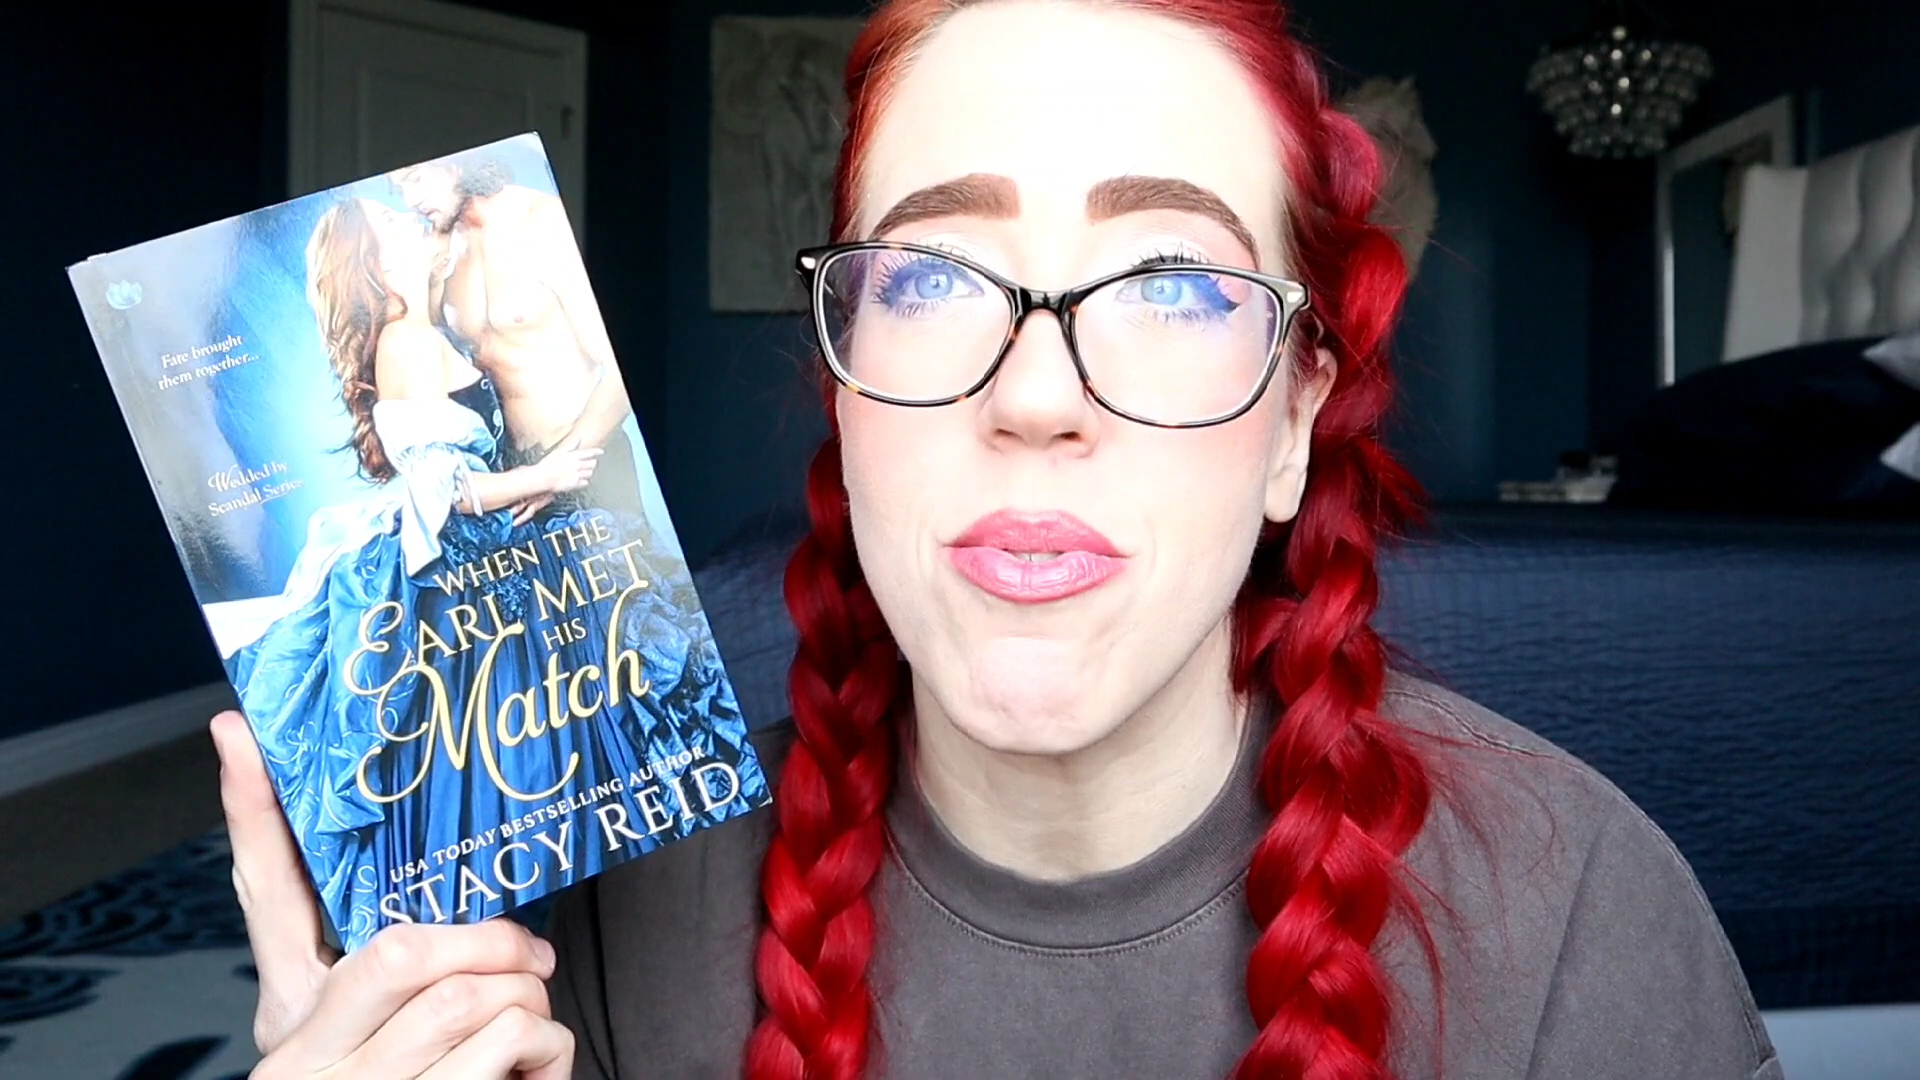 Fate brought
them together...
Wedded by
Scandal Series
WHEN THE
EARL MET
HIS
Match
USA TODAY BESTSELLING AUTHOR
STACY REID